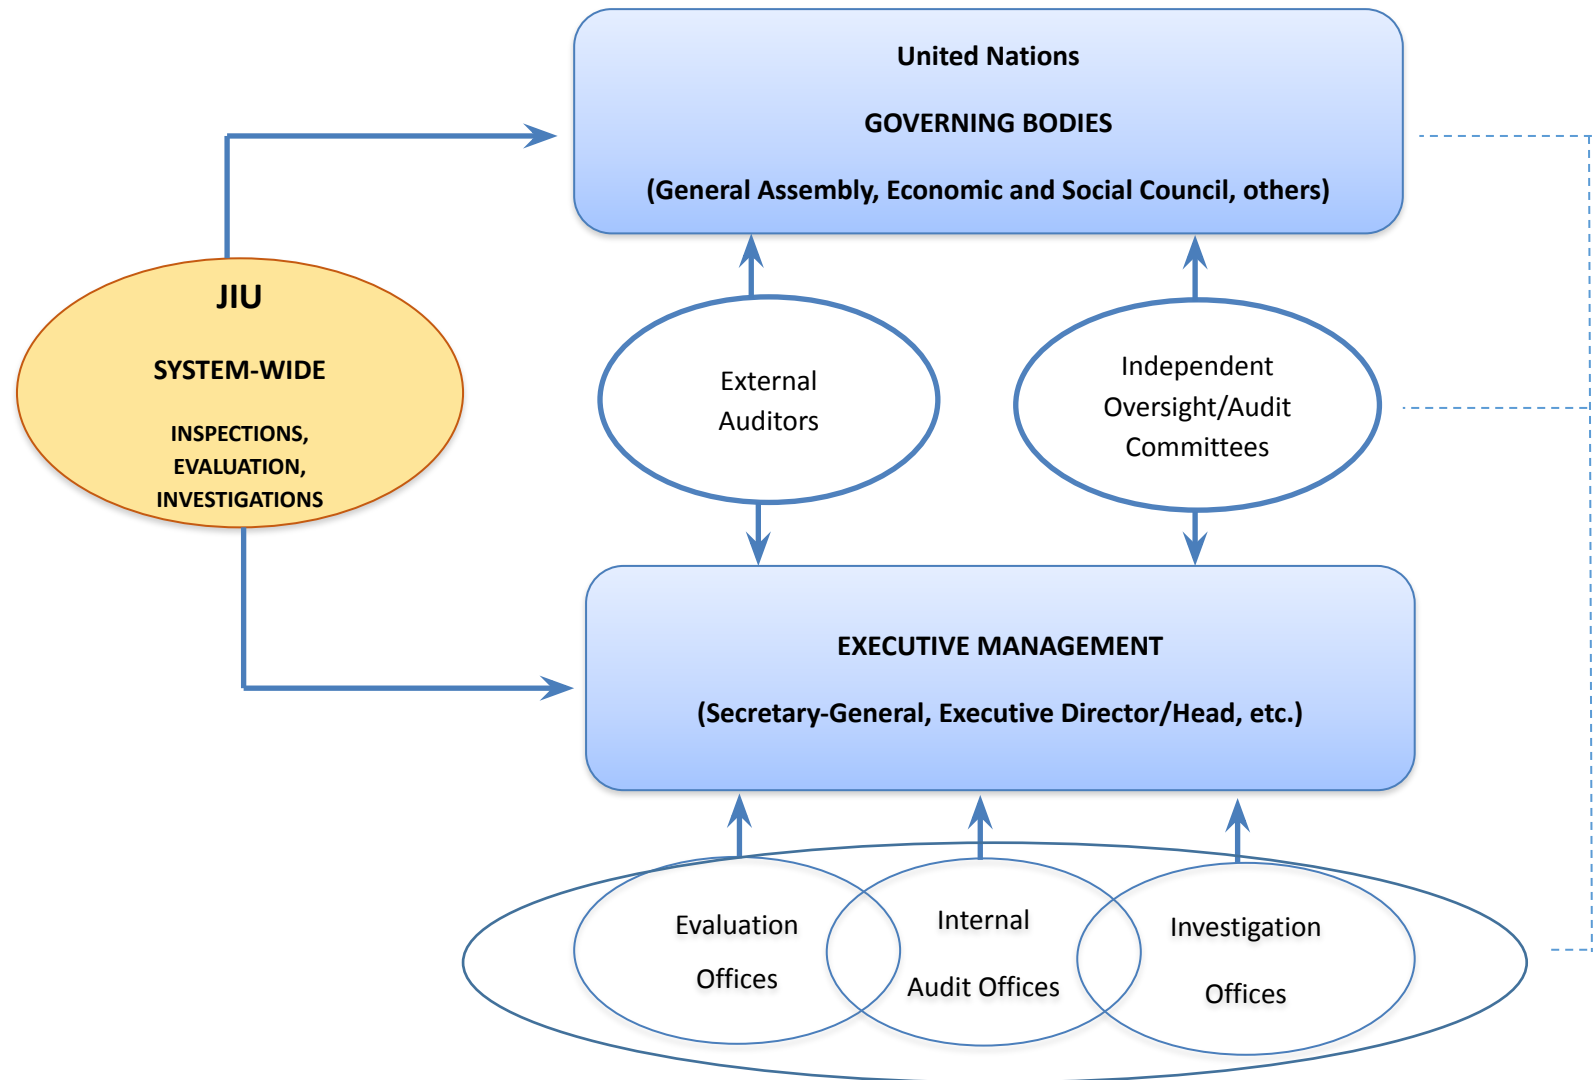 United Nations
GOVERNING BODIES
(General Assembly, Economic and Social Council, others)
JIU
SYSTEM-WIDE
INSPECTIONS,
EVALUATION,
INVESTIGATIONS
External
Auditors
Independent
Oversight/Audit
Committees
EXECUTIVE MANAGEMENT
(Secretary-General, Executive Director/Head, etc.)
Evaluation
Offices
Internal
Audit Offices
Investigation
Offices